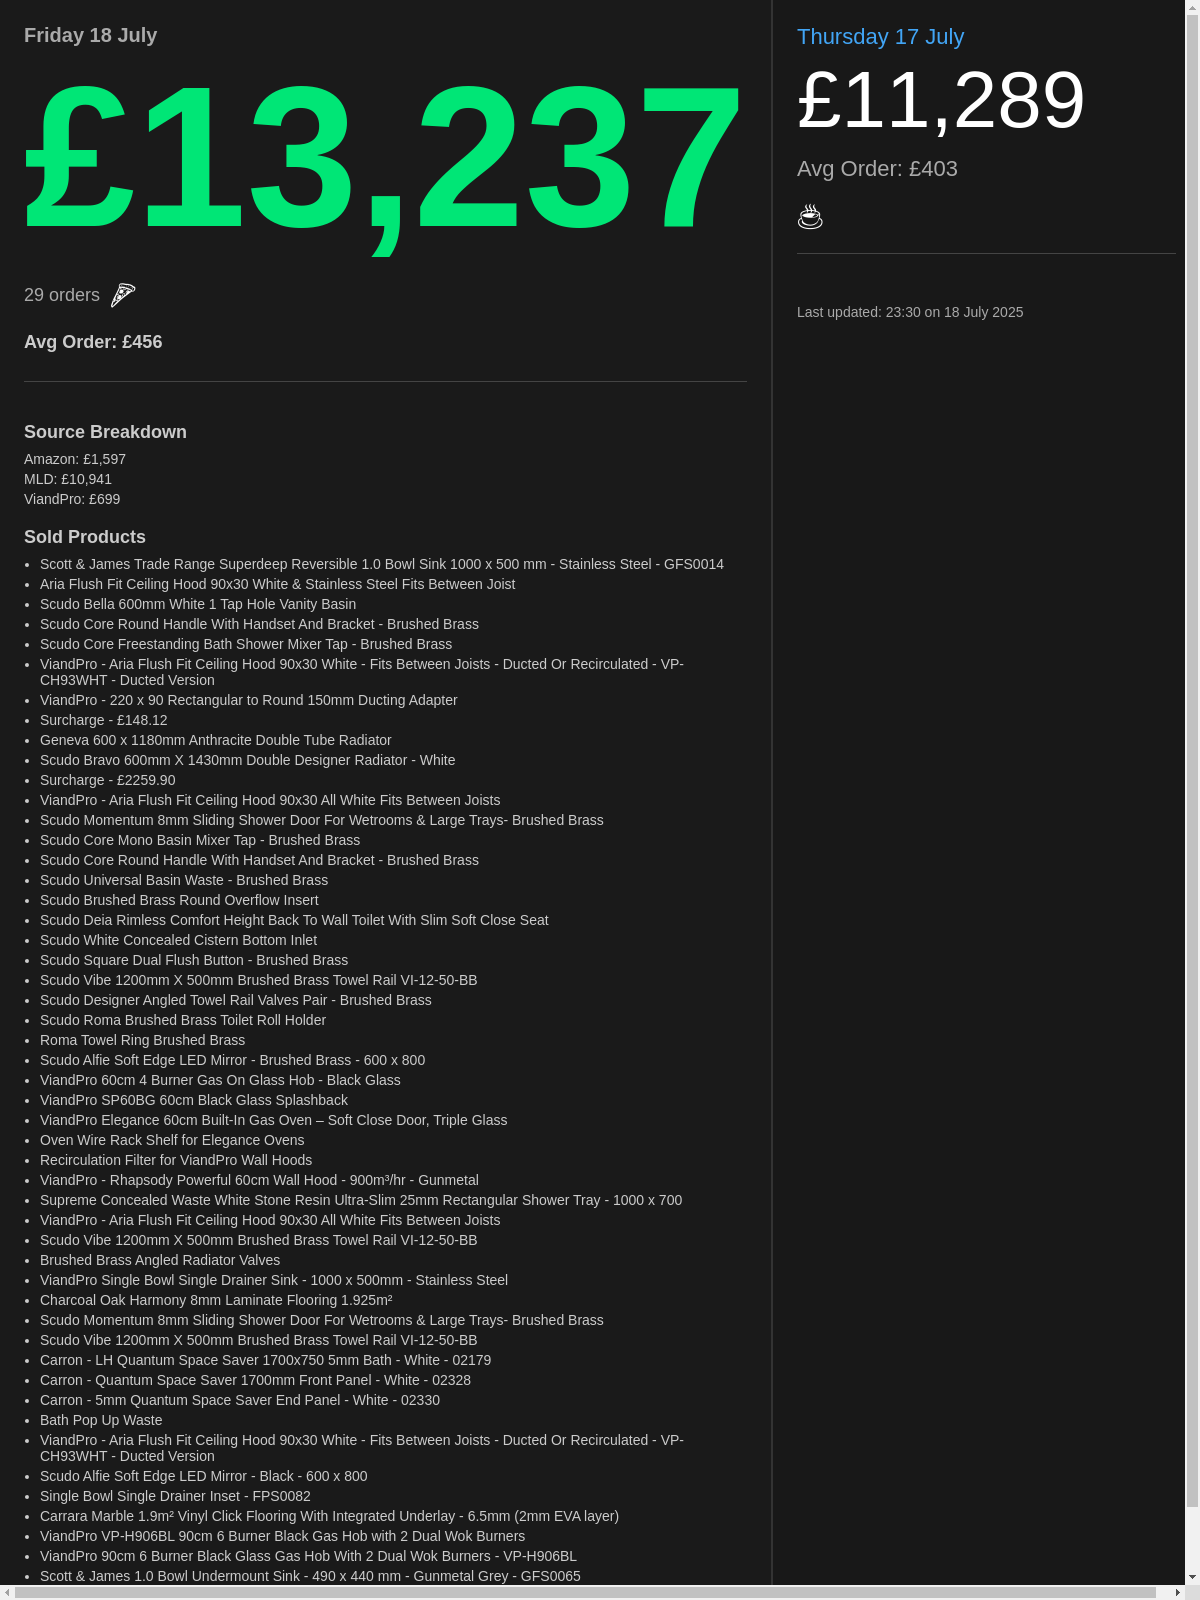 Friday 18 July
£13,237
29 orders
Avg Order: £456
Source Breakdown
Amazon: £1,597
MLD: £10,941
ViandPro: £699
Sold Products
Scott & James Trade Range Superdeep Reversible 1.0 Bowl Sink 1000 x 500 mm - Stainless Steel - GFS0014
Aria Flush Fit Ceiling Hood 90x30 White & Stainless Steel Fits Between Joist
Scudo Bella 600mm White 1 Tap Hole Vanity Basin
Scudo Core Round Handle With Handset And Bracket - Brushed Brass
Scudo Core Freestanding Bath Shower Mixer Tap - Brushed Brass
ViandPro - Aria Flush Fit Ceiling Hood 90x30 White - Fits Between Joists - Ducted Or Recirculated - VP-
CH93WHT - Ducted Version
ViandPro - 220 x 90 Rectangular to Round 150mm Ducting Adapter
Surcharge - £148.12
Geneva 600 x 1180mm Anthracite Double Tube Radiator
Scudo Bravo 600mm X 1430mm Double Designer Radiator - White
Surcharge - £2259.90
ViandPro - Aria Flush Fit Ceiling Hood 90x30 All White Fits Between Joists
Scudo Momentum 8mm Sliding Shower Door For Wetrooms & Large Trays- Brushed Brass
Scudo Core Mono Basin Mixer Tap - Brushed Brass
Scudo Core Round Handle With Handset And Bracket - Brushed Brass
Scudo Universal Basin Waste - Brushed Brass
Scudo Brushed Brass Round Overflow Insert
Scudo Deia Rimless Comfort Height Back To Wall Toilet With Slim Soft Close Seat
Scudo White Concealed Cistern Bottom Inlet
Scudo Square Dual Flush Button - Brushed Brass
Scudo Vibe 1200mm X 500mm Brushed Brass Towel Rail VI-12-50-BB
Scudo Designer Angled Towel Rail Valves Pair - Brushed Brass
Scudo Roma Brushed Brass Toilet Roll Holder
Roma Towel Ring Brushed Brass
Scudo Alfie Soft Edge LED Mirror - Brushed Brass - 600 x 800
ViandPro 60cm 4 Burner Gas On Glass Hob - Black Glass
ViandPro SP60BG 60cm Black Glass Splashback
ViandPro Elegance 60cm Built-In Gas Oven – Soft Close Door, Triple Glass
Oven Wire Rack Shelf for Elegance Ovens
Recirculation Filter for ViandPro Wall Hoods
ViandPro - Rhapsody Powerful 60cm Wall Hood - 900m³/hr - Gunmetal
Supreme Concealed Waste White Stone Resin Ultra-Slim 25mm Rectangular Shower Tray - 1000 x 700
ViandPro - Aria Flush Fit Ceiling Hood 90x30 All White Fits Between Joists
Scudo Vibe 1200mm X 500mm Brushed Brass Towel Rail VI-12-50-BB
Brushed Brass Angled Radiator Valves
ViandPro Single Bowl Single Drainer Sink - 1000 x 500mm - Stainless Steel
Charcoal Oak Harmony 8mm Laminate Flooring 1.925m²
Scudo Momentum 8mm Sliding Shower Door For Wetrooms & Large Trays- Brushed Brass
Scudo Vibe 1200mm X 500mm Brushed Brass Towel Rail VI-12-50-BB
Carron - LH Quantum Space Saver 1700x750 5mm Bath - White - 02179
Carron - Quantum Space Saver 1700mm Front Panel - White - 02328
Carron - 5mm Quantum Space Saver End Panel - White - 02330
Bath Pop Up Waste
ViandPro - Aria Flush Fit Ceiling Hood 90x30 White - Fits Between Joists - Ducted Or Recirculated - VP-
CH93WHT - Ducted Version
Scudo Alfie Soft Edge LED Mirror - Black - 600 x 800
Single Bowl Single Drainer Inset - FPS0082
Carrara Marble 1.9m² Vinyl Click Flooring With Integrated Underlay - 6.5mm (2mm EVA layer)
ViandPro VP-H906BL 90cm 6 Burner Black Gas Hob with 2 Dual Wok Burners
ViandPro 90cm 6 Burner Black Glass Gas Hob With 2 Dual Wok Burners - VP-H906BL
Scott & James 1.0 Bowl Undermount Sink - 490 x 440 mm - Gunmetal Grey - GFS0065
Thursday 17 July
£11,289
Avg Order: £403
Last updated: 23:30 on 18 July 2025